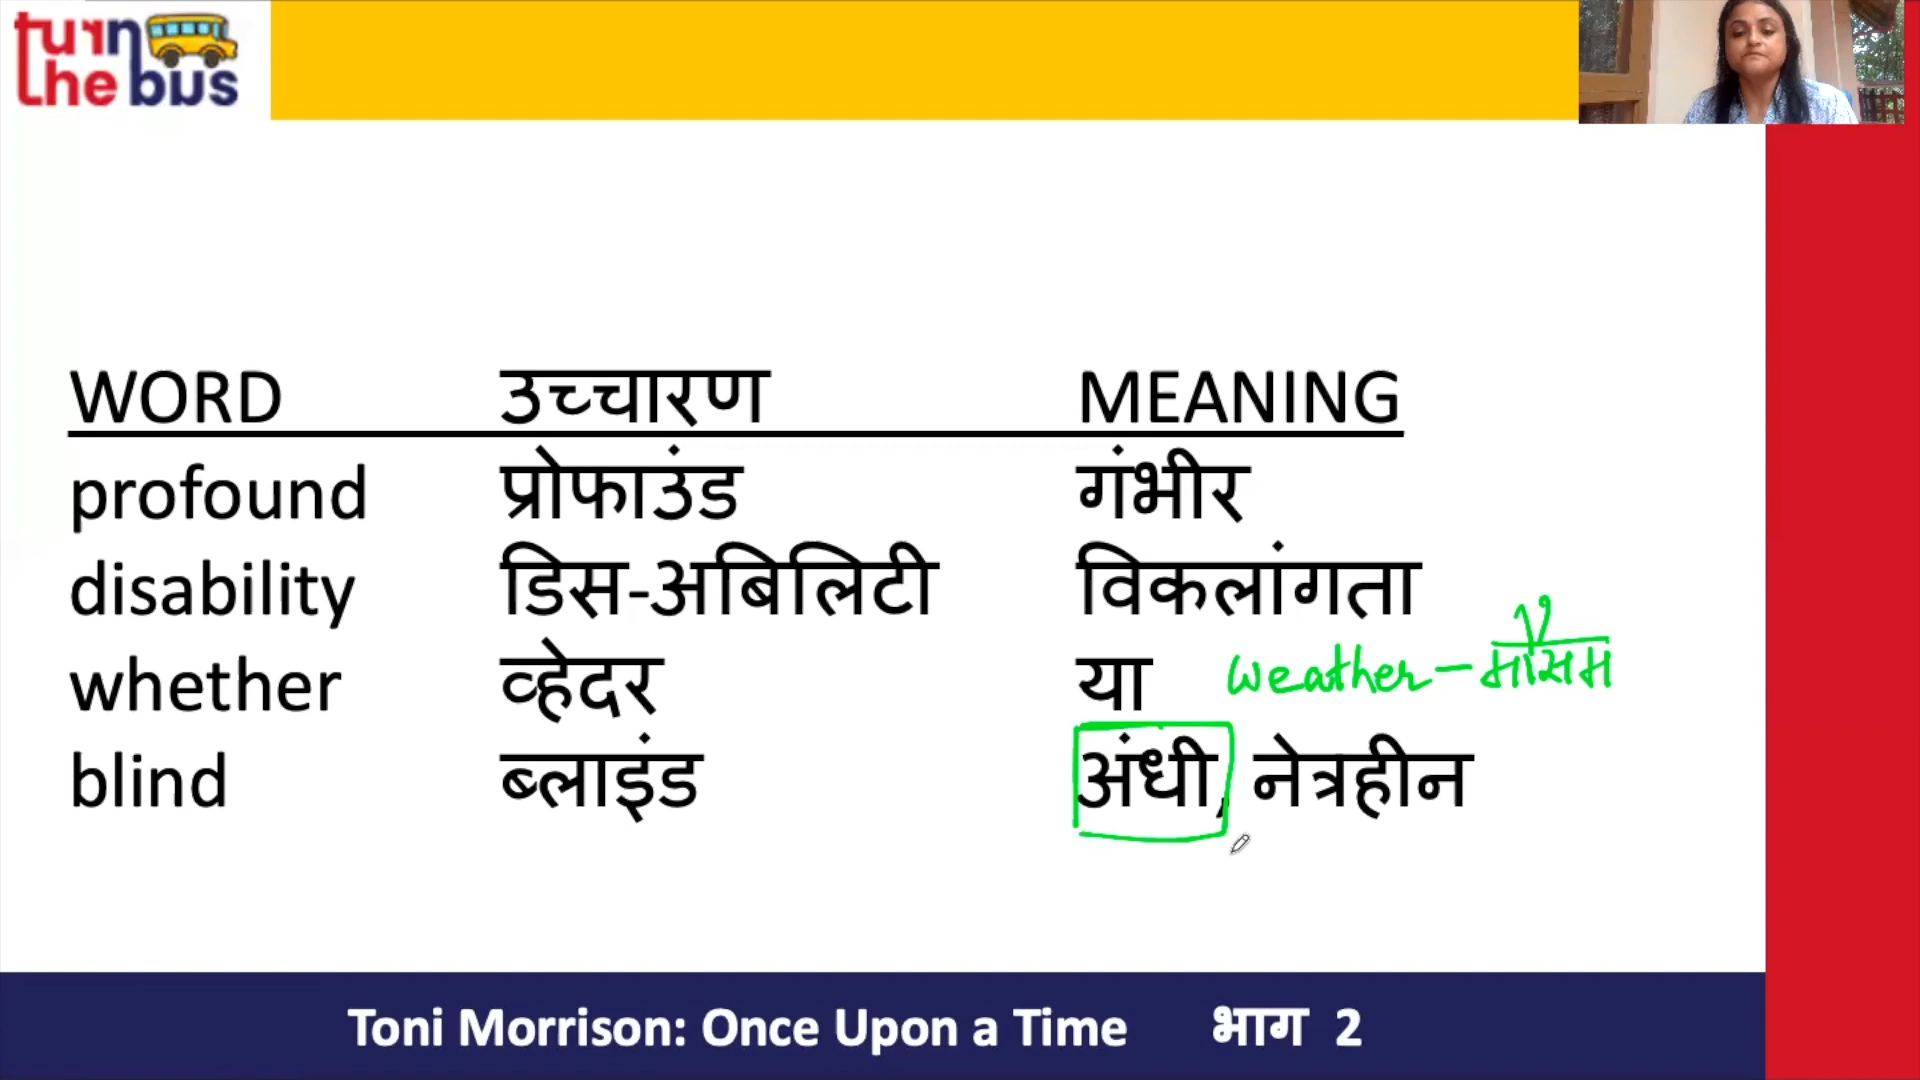 turn
the bus
WORD उच्चारण MEANING
profound प्रोफाउंड गंभीर
disability डिस-अबिलिटी विकलांगता
whether व्हेदर या weather - मौसम
blind ब्लाइंड अंधी, नेत्रहीन
Toni Morrison: Once Upon a Time भाग 2